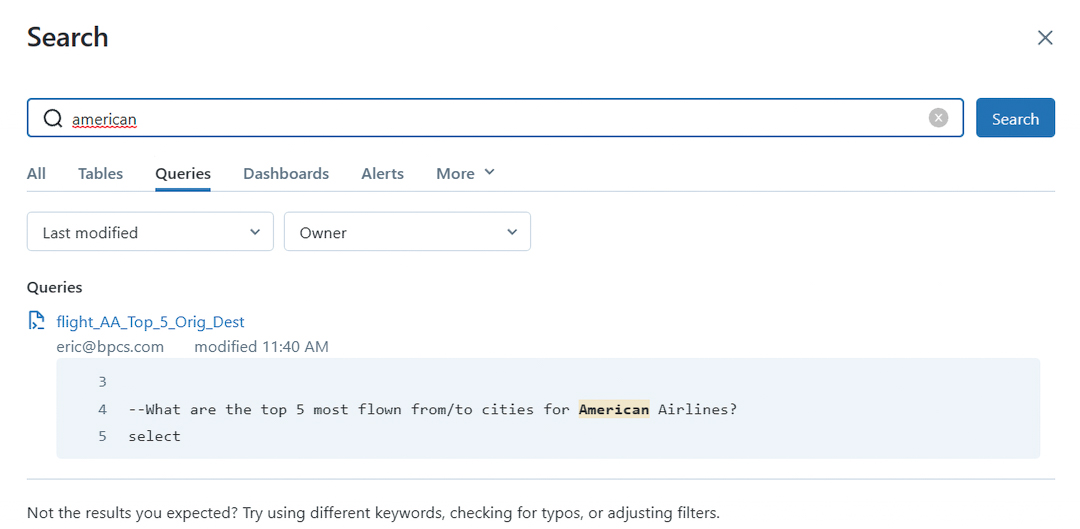 Search
american
Search
All Tables Queries Dashboards Alerts More
Last modified Owner
Queries
flight_AA_Top_5_Orig_Dest
eric@bpcs.com modified 11:40 AM
3
4 --What are the top 5 most flown from/to cities for American Airlines?
5 select
Not the results you expected? Try using different keywords, checking for typos, or adjusting filters.